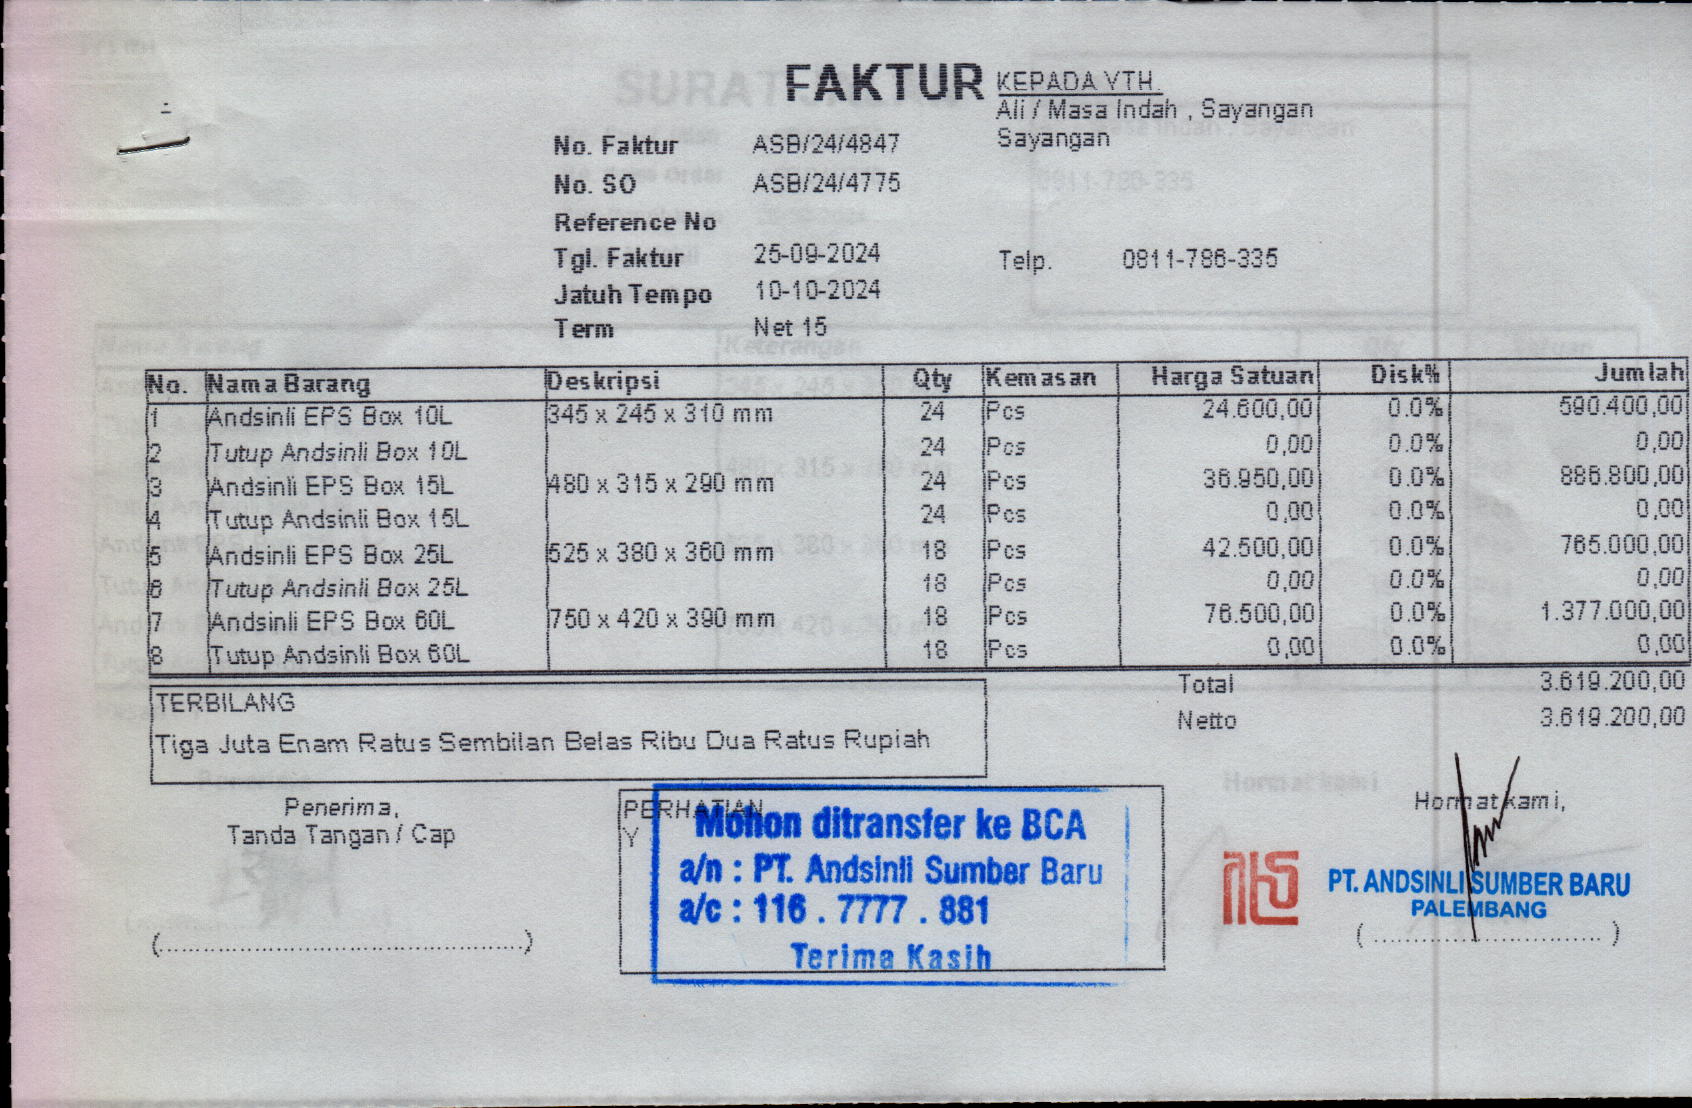 FAKTUR
KEPADA YTH.
Ali / Masa Indah , Sayangan
Sayangan
No. Faktur ASB/24/4847
No. SO ASB/24/4775
Reference No
Tgl. Faktur 25-09-2024
Telp. 0811-786-335
Jatuh Tempo 10-10-2024
Term Net 15
No. Nama Barang Deskripsi Qty Kemasan Harga Satuan Disk% Jumlah
1 Andsinli EPS Box 10L 345 x 245 x 310 mm 24 Pcs 24.600,00 0.0% 590.400,00
2 Tutup Andsinli Box 10L 24 Pcs 0,00 0.0% 0,00
3 Andsinli EPS Box 15L 480 x 315 x 290 mm 24 Pcs 36.950,00 0.0% 886.800,00
4 Tutup Andsinli Box 15L 24 Pcs 0,00 0.0% 0,00
5 Andsinli EPS Box 25L 525 x 380 x 360 mm 18 Pcs 42.500,00 0.0% 765.000,00
6 Tutup Andsinli Box 25L 18 Pcs 0,00 0.0% 0,00
7 Andsinli EPS Box 60L 750 x 420 x 390 mm 18 Pcs 76.500,00 0.0% 1.377.000,00
8 Tutup Andsinli Box 60L 18 Pcs 0,00 0.0% 0,00
Total 3.619.200,00
Netto 3.619.200,00
TERBILANG
Tiga Juta Enam Ratus Sembilan Belas Ribu Dua Ratus Rupiah
Penerima,
Tanda Tangan / Cap
(..................................................)
PERHATIAN
Y
Mohon ditransfer ke BCA
a/n : PT. Andsinli Sumber Baru
a/c : 116 . 7777 . 881
Terima Kasih
Hormat kami,
PT. ANDSINLI SUMBER BARU
PALEMBANG
( ............................... )